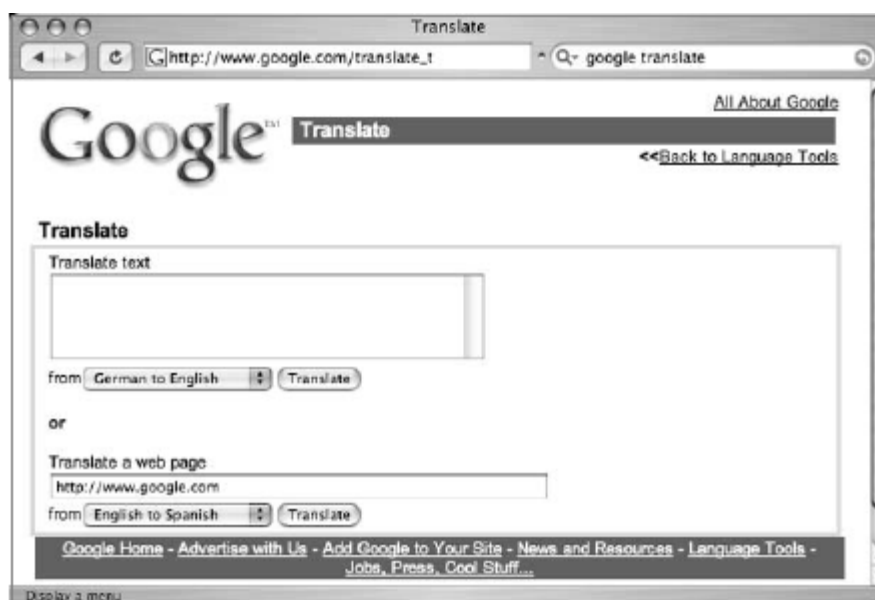 Translate
http://www.google.com/translate_t
google translate
All About Google
Google™ Translate
<<Back to Language Tools
Translate
Translate text
from German to English Translate
or
Translate a web page
http://www.google.com
from English to Spanish Translate
Google Home - Advertise with Us - Add Google to Your Site - News and Resources - Language Tools -
Jobs, Press, Cool Stuff...
Display a menu